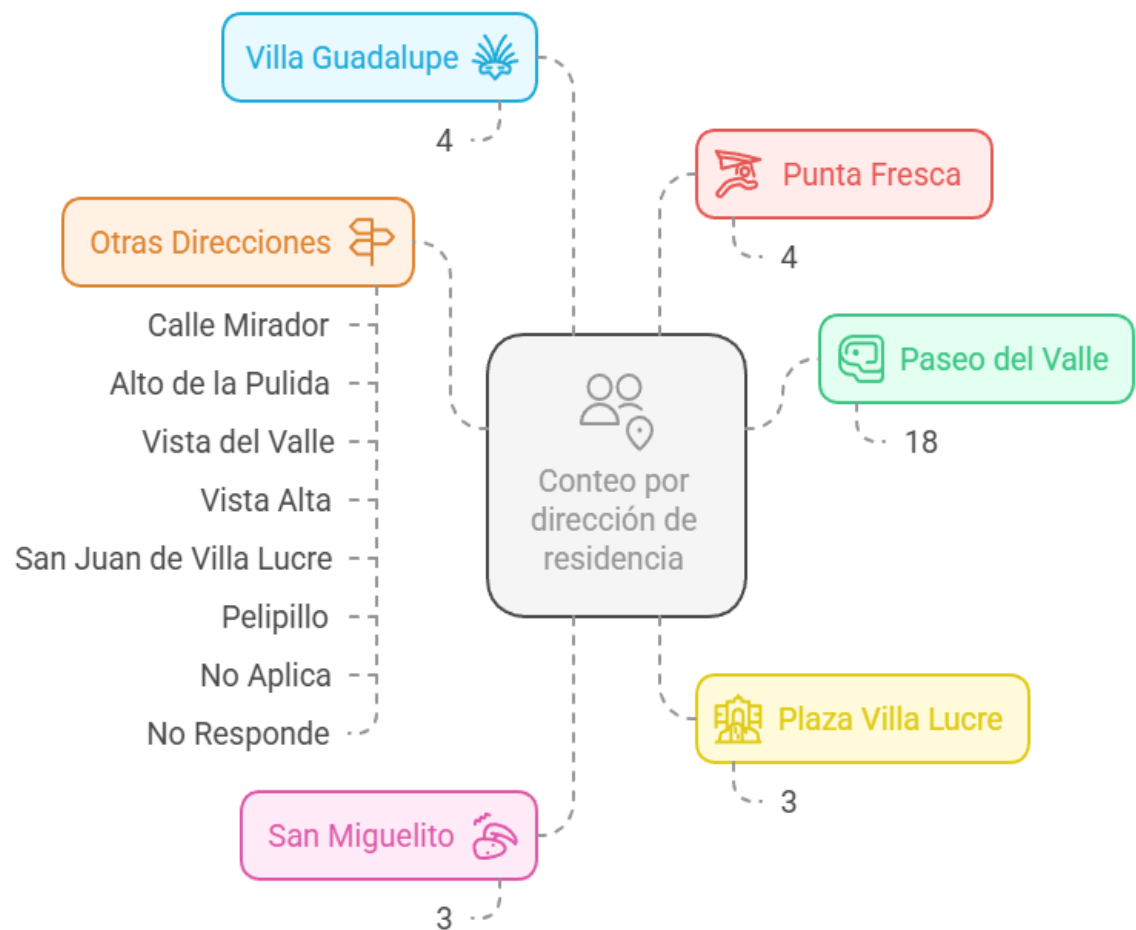 Villa Guadalupe
4
Punta Fresca
4
Otras Direcciones
Calle Mirador
Alto de la Pulida
Vista del Valle
Vista Alta
San Juan de Villa Lucre
Pelipillo
No Aplica
No Responde
Paseo del Valle
18
Conteo por
dirección de
residencia
Plaza Villa Lucre
3
San Miguelito
3